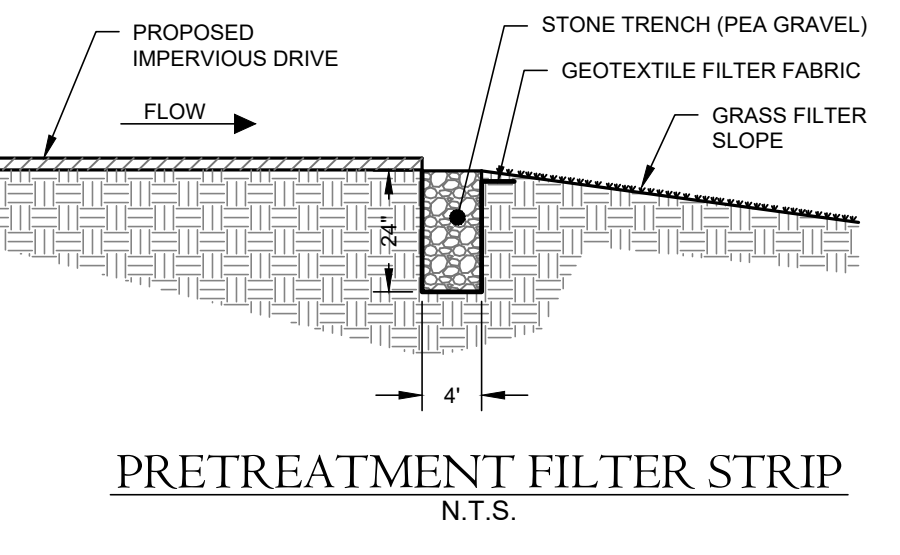 PROPOSED
IMPERVIOUS DRIVE
FLOW
STONE TRENCH (PEA GRAVEL)
GEOTEXTILE FILTER FABRIC
GRASS FILTER
SLOPE
24"
4'
PRETREATMENT FILTER STRIP
N.T.S.